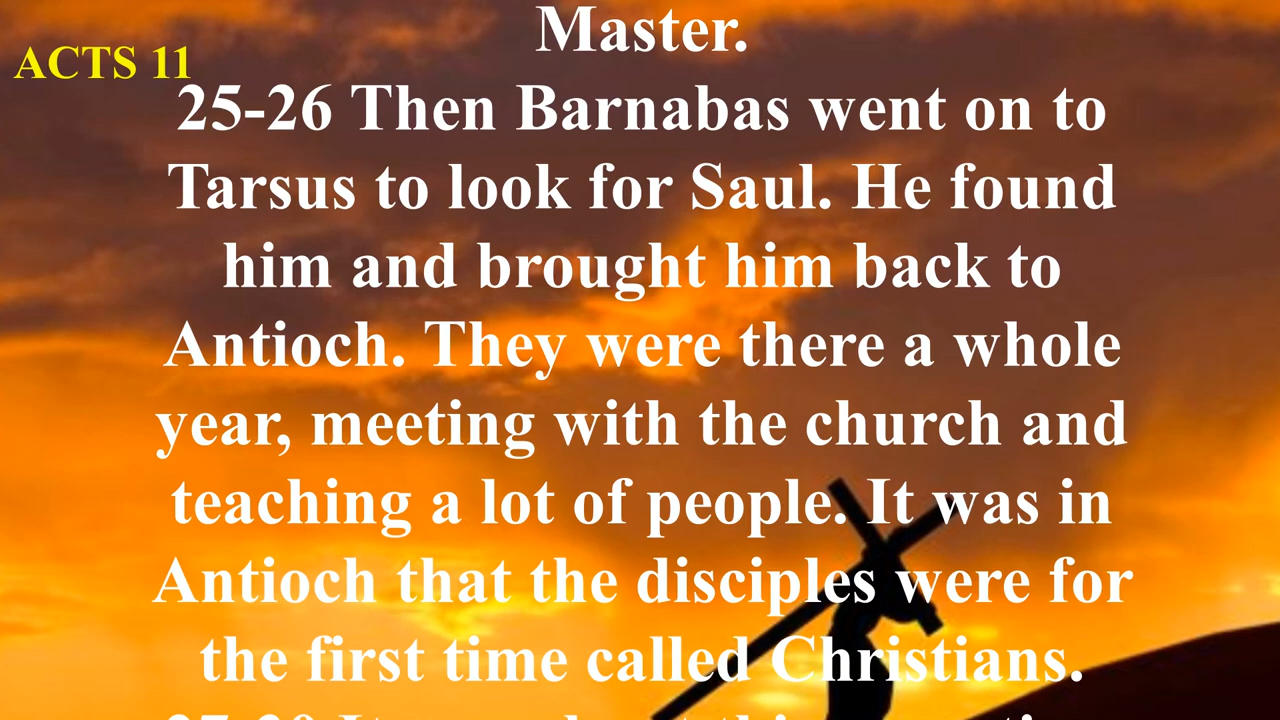 Master.
ACTS 11
25-26 Then Barnabas went on to
Tarsus to look for Saul. He found
him and brought him back to
Antioch. They were there a whole
year, meeting with the church and
teaching a lot of people. It was in
Antioch that the disciples were for
the first time called Christians.